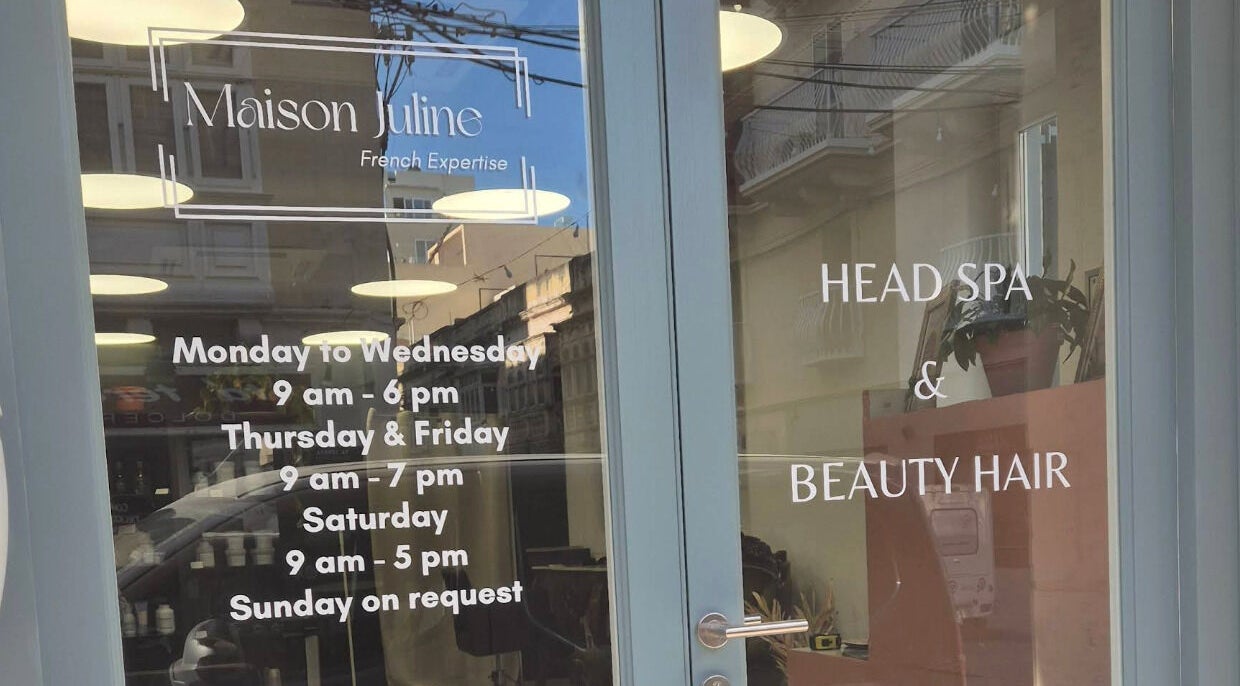 Maison Juline
French Expertise
Monday to Wednesday
9 am - 6 pm
Thursday & Friday
9 am - 7 pm
Saturday
9 am - 5 pm
Sunday on request
HEAD SPA
&
BEAUTY HAIR